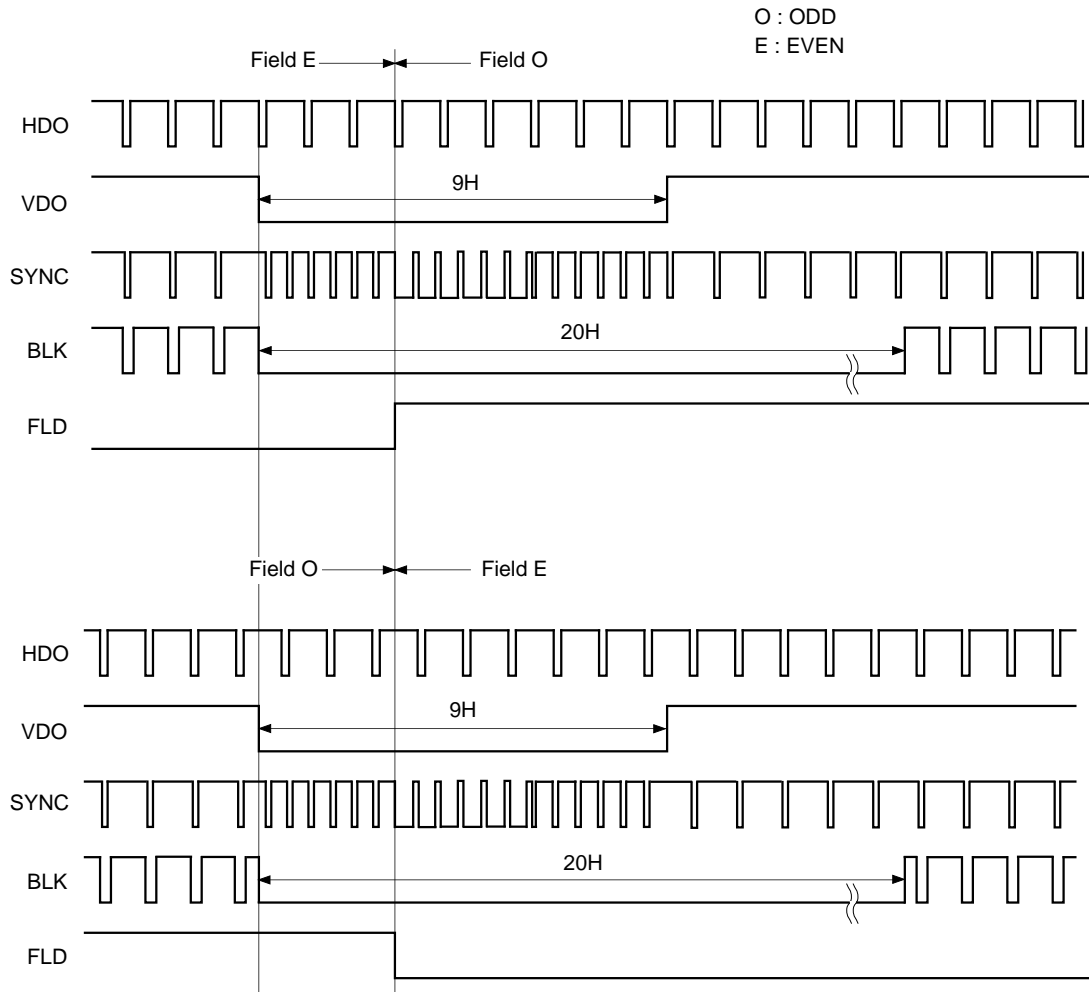 O : ODD
E : EVEN
Field E Field O
HDO
9H
VDO
SYNC
20H
BLK
FLD
Field O Field E
HDO
9H
VDO
SYNC
20H
BLK
FLD